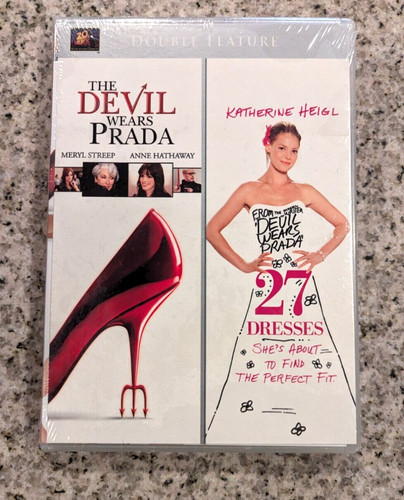 DOUBLE FEATURE
THE
DEVIL
WEARS
PRADA
MERYL STREEP ANNE HATHAWAY
KATHERINE HEIGL
FROM THE WRITER
"DEVIL
WEARS
PRADA"
27
DRESSES
SHE'S ABOUT
TO FIND
THE PERFECT FIT.